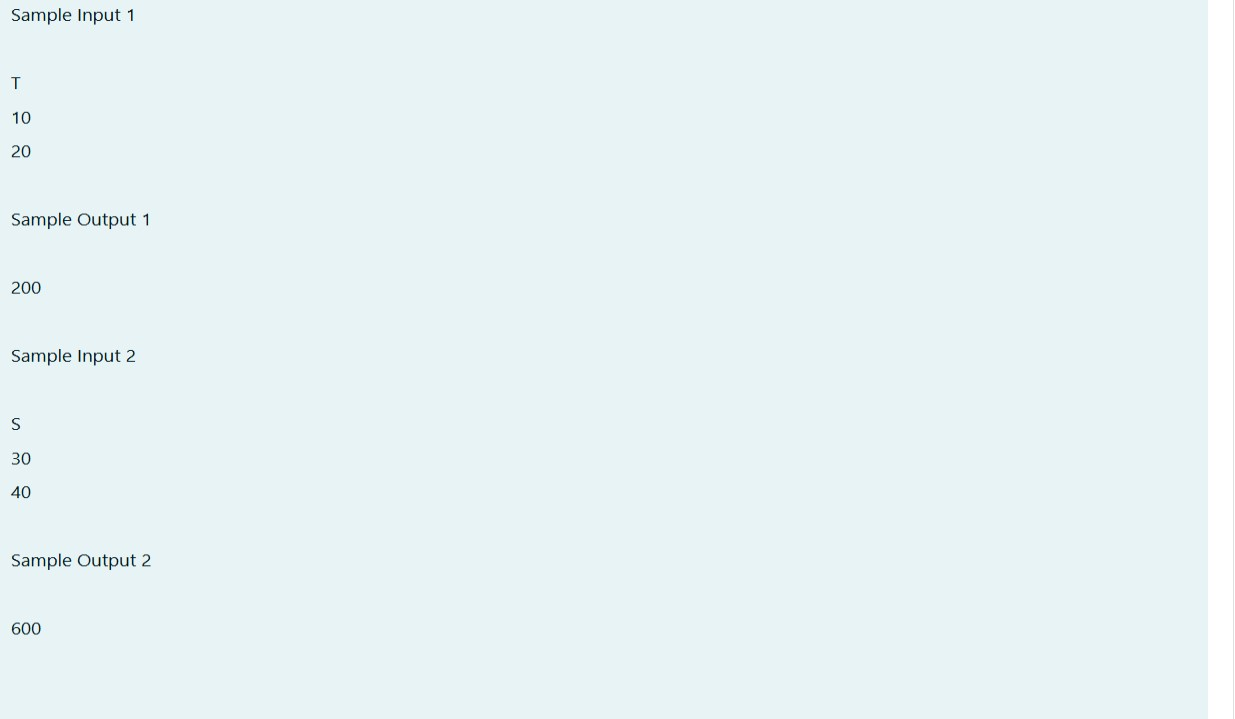 Sample Input 1
T
10
20
Sample Output 1
200
Sample Input 2
S
30
40
Sample Output 2
600